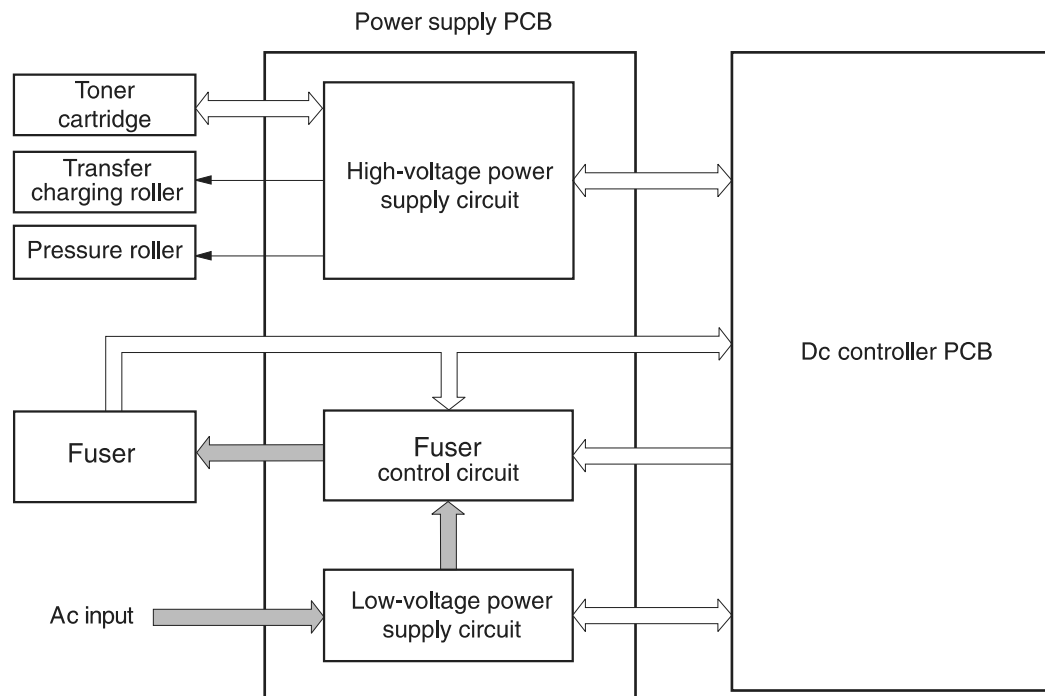 Power supply PCB
Toner
cartridge
Transfer
charging roller
Pressure roller
High-voltage power
supply circuit
Dc controller PCB
Fuser
Fuser
control circuit
Ac input
Low-voltage power
supply circuit